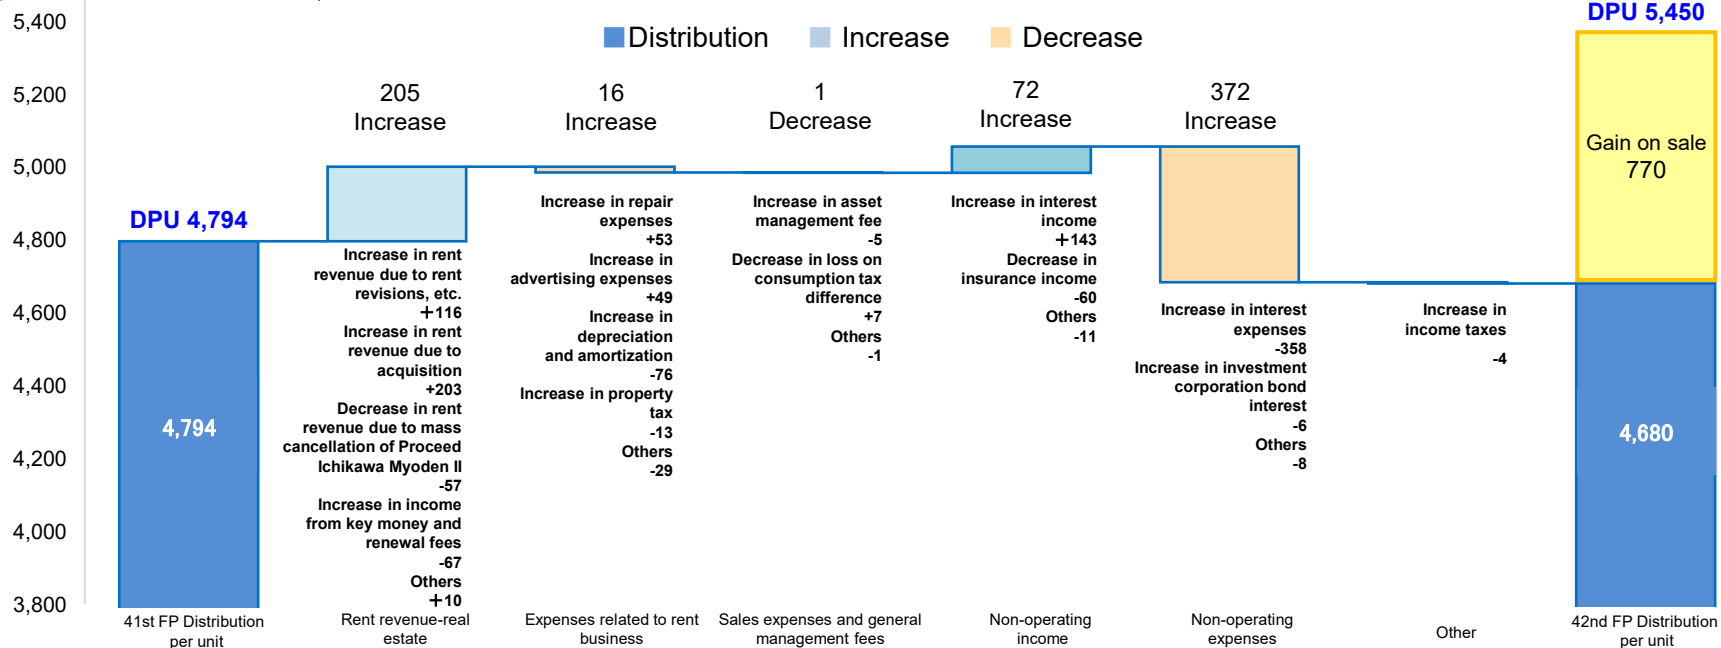 5,400
5,200
5,000
4,800
4,600
4,400
4,200
4,000
3,800
Distribution
Increase
Decrease
DPU 4,794
4,794
41st FP Distribution
per unit
205
Increase
Increase in rent
revenue due to rent
revisions, etc.
+116
Increase in rent
revenue due to
acquisition
+203
Decrease in rent
revenue due to mass
cancellation of Proceed
Ichikawa Myoden II
-57
Increase in income
from key money and
renewal fees
-67
Others
+10
Rent revenue-real
estate
16
Increase
Increase in repair
expenses
+53
Increase in
advertising expenses
+49
Increase in
depreciation
and amortization
-76
Increase in property
tax
-13
Others
-29
Expenses related to rent
business
1
Decrease
Increase in asset
management fee
-5
Decrease in loss on
consumption tax
difference
+7
Others
-1
Sales expenses and general
management fees
72
Increase
Increase in interest
income
+143
Decrease in
insurance income
-60
Others
-11
Non-operating
income
372
Increase
Increase in interest
expenses
-358
Increase in investment
corporation bond
interest
-6
Others
-8
Non-operating
expenses
Increase in
income taxes
-4
Other
DPU 5,450
Gain on sale
770
4,680
42nd FP Distribution
per unit